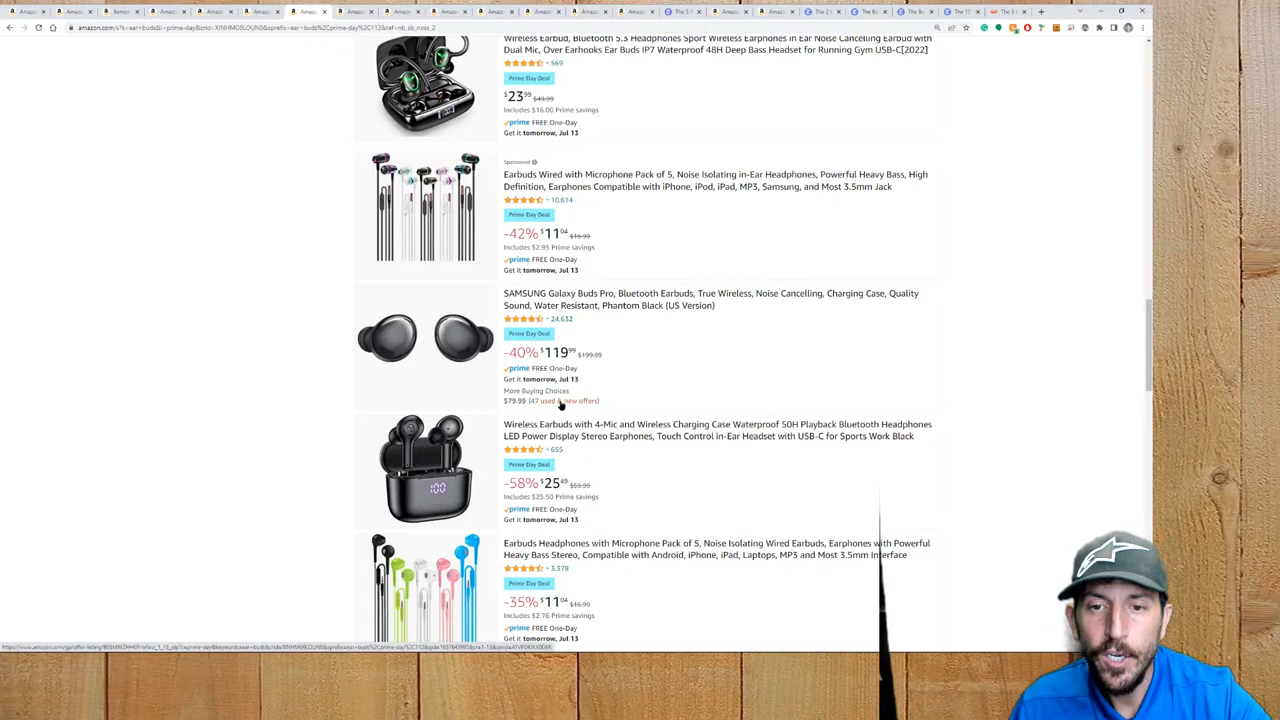 amazon.com/s?k=ear+buds&i=prime-day&crid=XINHMG5LOUN0&sprefix=ear+buds%2Cprime-day%2C112&ref=nb_sb_noss_2
Wireless Earbud, Bluetooth 5.3 Headphones Sport Wireless Earphones in Ear Noise Cancelling Earbud with
Dual Mic, Over Earhooks Ear Buds IP7 Waterproof 48H Deep Bass Headset for Running Gym USB-C[2022]
569
Prime Day Deal
$23.99 $49.99
Includes $16.00 Prime savings
prime FREE One-Day
Get it tomorrow, Jul 13
Sponsored
Earbuds Wired with Microphone Pack of 5, Noise Isolating in-Ear Headphones, Powerful Heavy Bass, High
Definition, Earphones Compatible with iPhone, iPod, iPad, MP3, Samsung, and Most 3.5mm Jack
10,614
Prime Day Deal
-42% $11.04 $18.99
Includes $2.95 Prime savings
prime FREE One-Day
Get it tomorrow, Jul 13
SAMSUNG Galaxy Buds Pro, Bluetooth Earbuds, True Wireless, Noise Cancelling, Charging Case, Quality
Sound, Water Resistant, Phantom Black (US Version)
24,632
Prime Day Deal
-40% $119.99 $199.99
prime FREE One-Day
Get it tomorrow, Jul 13
More Buying Choices
$79.99 (47 used & new offers)
Wireless Earbuds with 4-Mic and Wireless Charging Case Waterproof 50H Playback Bluetooth Headphones
LED Power Display Stereo Earphones, Touch Control in-Ear Headset with USB-C for Sports Work Black
655
Prime Day Deal
-58% $25.49 $59.99
Includes $25.50 Prime savings
prime FREE One-Day
Get it tomorrow, Jul 13
100
Earbuds Headphones with Microphone Pack of 5, Noise Isolating Wired Earbuds, Earphones with Powerful
Heavy Bass Stereo, Compatible with Android, iPhone, iPad, Laptops, MP3 and Most 3.5mm Interface
3,378
Prime Day Deal
-35% $11.04 $16.99
Includes $2.76 Prime savings
prime FREE One-Day
Get it tomorrow, Jul 13